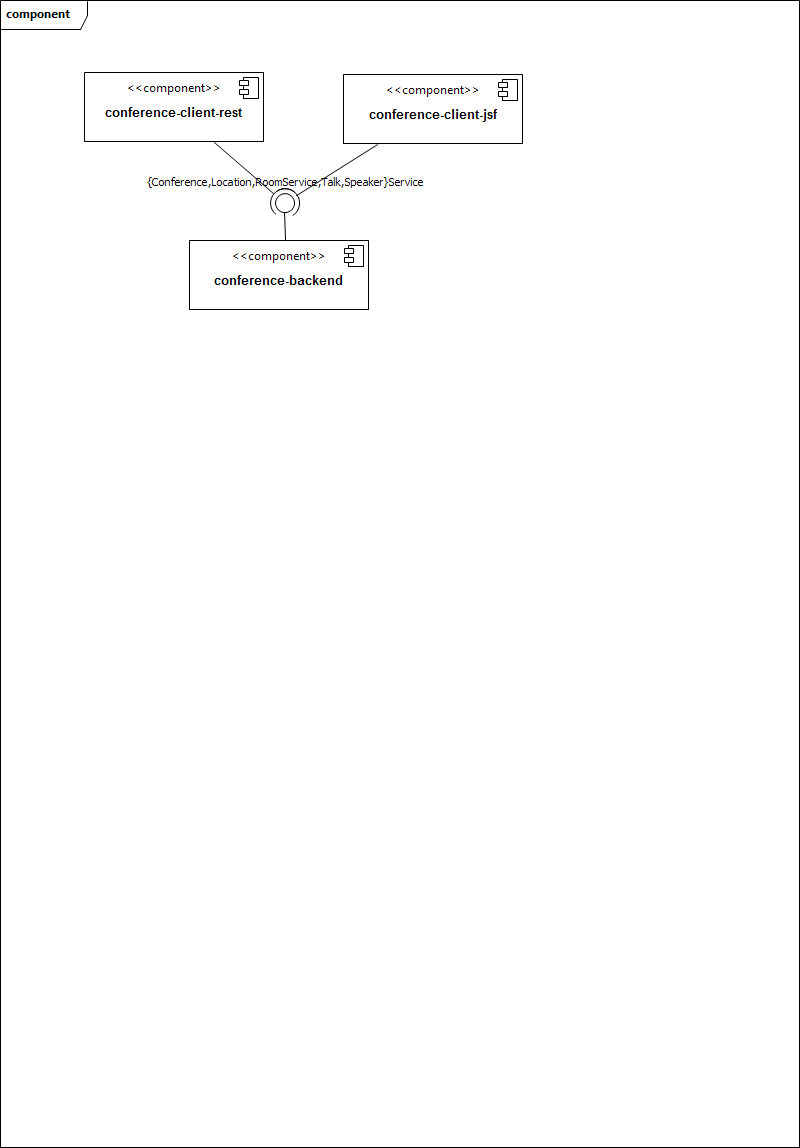 component
<<component>>
conference-client-rest
<<component>>
conference-client-jsf
{Conference,Location,RoomService,Talk,Speaker}Service
<<component>>
conference-backend